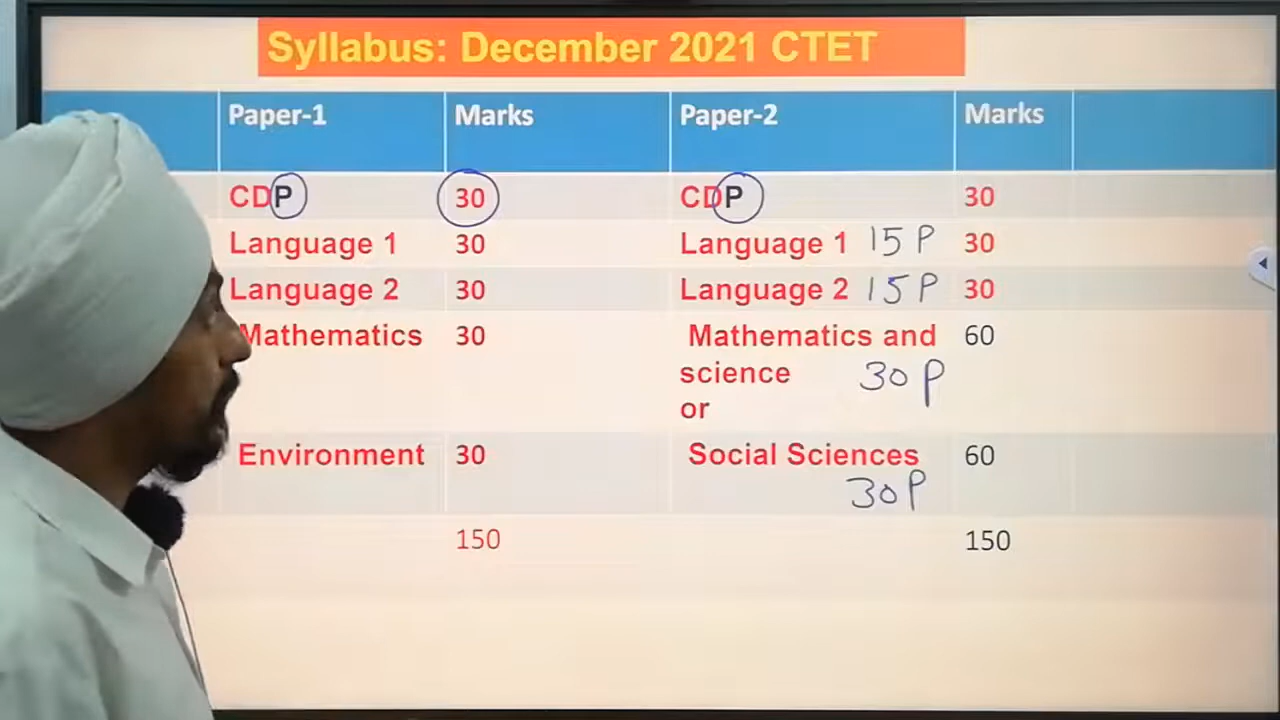 Syllabus: December 2021 CTET
Paper-1 Marks Paper-2 Marks
CDP 30 CDP 30
Language 1 30 Language 1 15 P 30
Language 2 30 Language 2 15 P 30
Mathematics 30 Mathematics and 60
science 30 P
or
Environment 30 Social Sciences 60
30 P
150 150